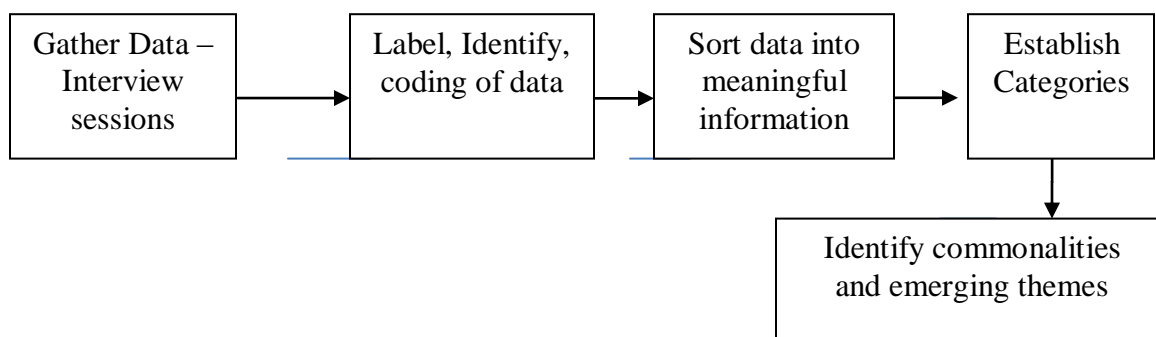 Gather Data –
Interview
sessions
Label, Identify,
coding of data
Sort data into
meaningful
information
Establish
Categories
Identify commonalities
and emerging themes